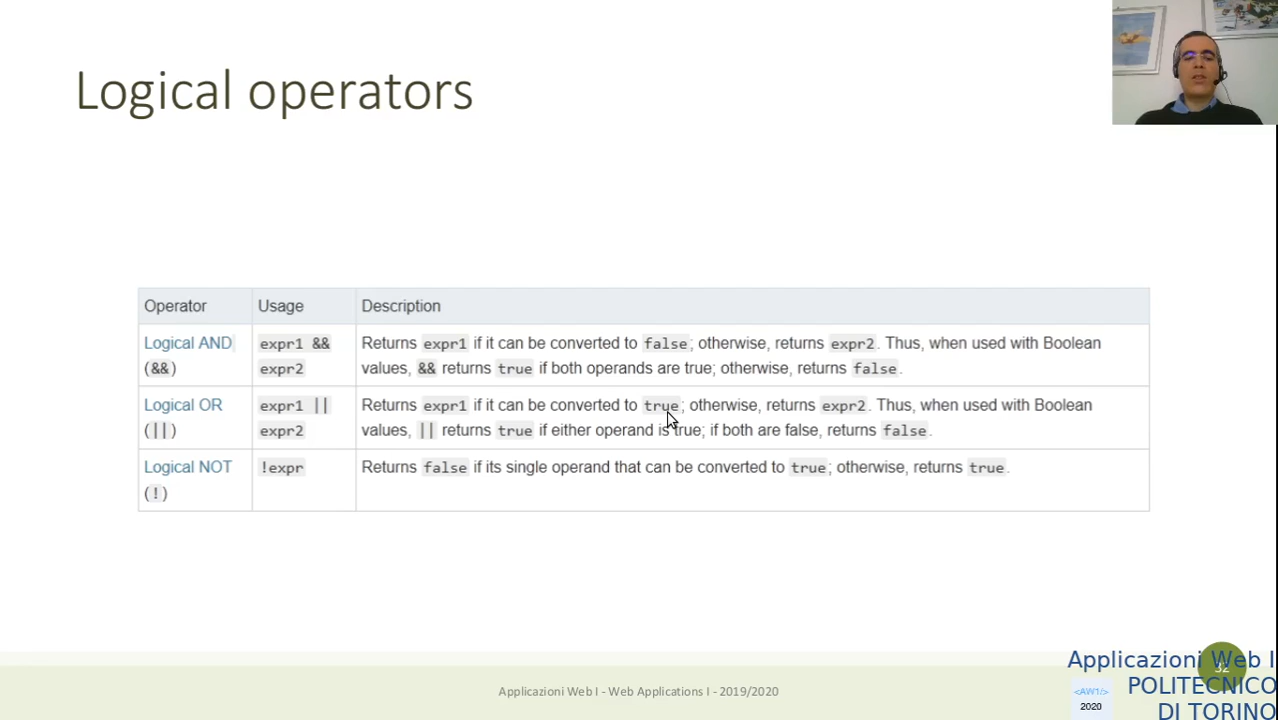 Logical operators
Operator Usage Description
Logical AND expr1 && Returns expr1 if it can be converted to false; otherwise, returns expr2. Thus, when used with Boolean
(&&) expr2 values, && returns true if both operands are true; otherwise, returns false.
Logical OR expr1 || Returns expr1 if it can be converted to true; otherwise, returns expr2. Thus, when used with Boolean
(||) expr2 values, || returns true if either operand is true; if both are false, returns false.
Logical NOT !expr Returns false if its single operand that can be converted to true; otherwise, returns true.
(!)
Applicazioni Web I - Web Applications I - 2019/2020
32
Applicazioni Web I
POLITECNICO
DI TORINO
<AW1/>
2020